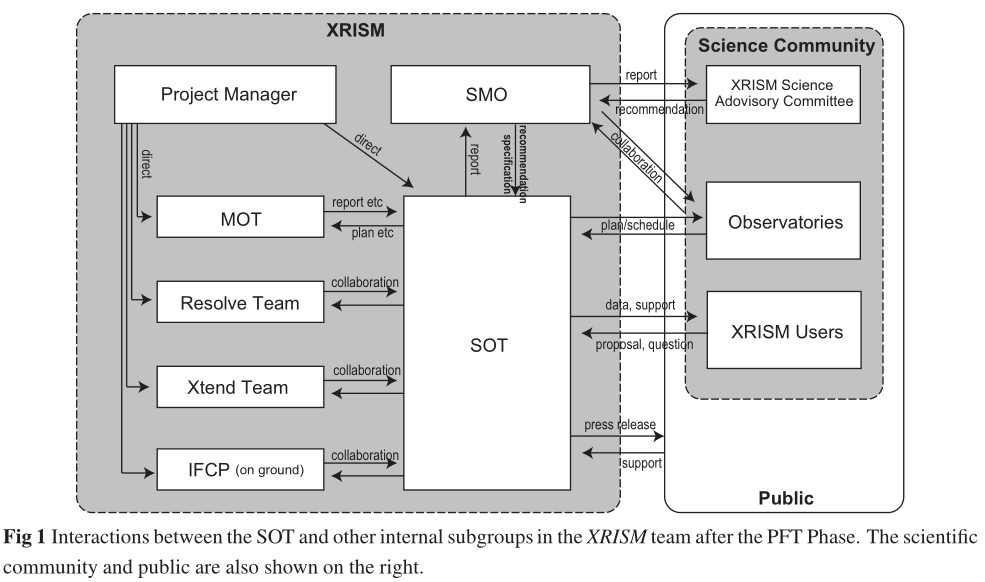 XRISM
Science Community
Project Manager
SMO
report
XRISM Science
Adovisory Committee
recommendation
direct
direct
report
recommendation
specification
collaboration
MOT
report etc
plan etc
Observatories
plan/schedule
Resolve Team
collaboration
SOT
data, support
XRISM Users
proposal, question
Xtend Team
collaboration
press release
support
IFCP (on ground)
collaboration
Public
Fig 1 Interactions between the SOT and other internal subgroups in the XRISM team after the PFT Phase. The scientific
community and public are also shown on the right.